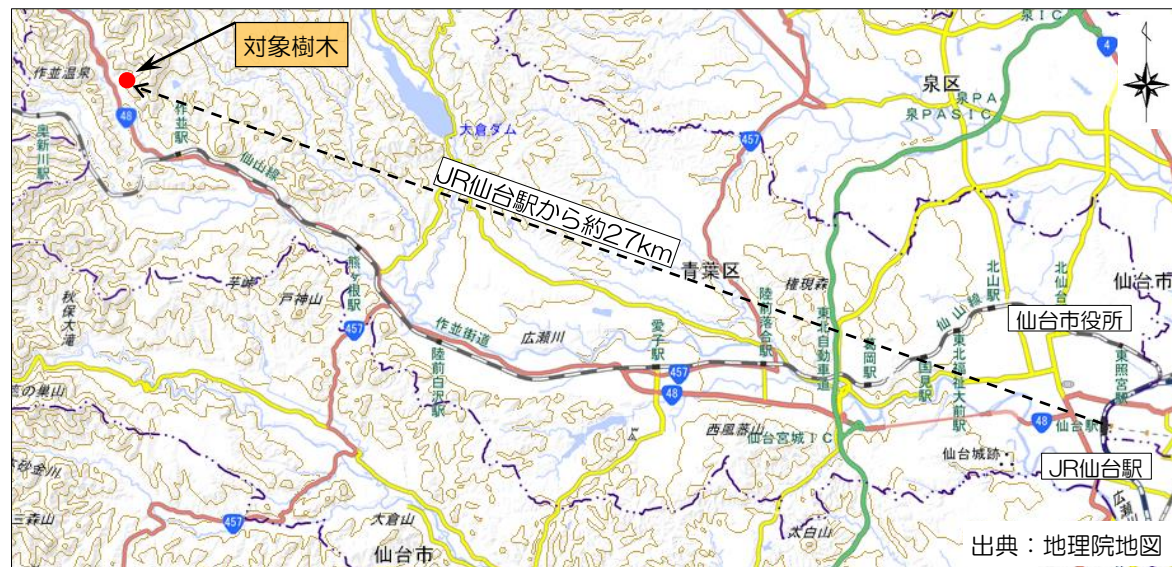 対象樹木
泉IC
4
作並温泉
泉区
泉PA
泉PASIC
48
作並駅
大倉ダム
奥新川駅
仙山線
457
JR仙台駅から約27km
青葉区
権現森
北山駅
北仙台
仙台市
熊ヶ根駅
芋峠
戸神山
秋保大滝
陸前落合駅
東北自動車道
葛岡駅
仙山線
仙台市役所
457
作並街道
広瀬川
愛子駅
国見駅
東北福祉大前駅
東照宮駅
陸前白沢駅
457
48
西風蕃山
仙台宮城IC
48
仙台駅
仙台城跡
JR仙台駅
広瀬川
三森山
457
大倉山
仙台市
太白山
出典：地理院地図